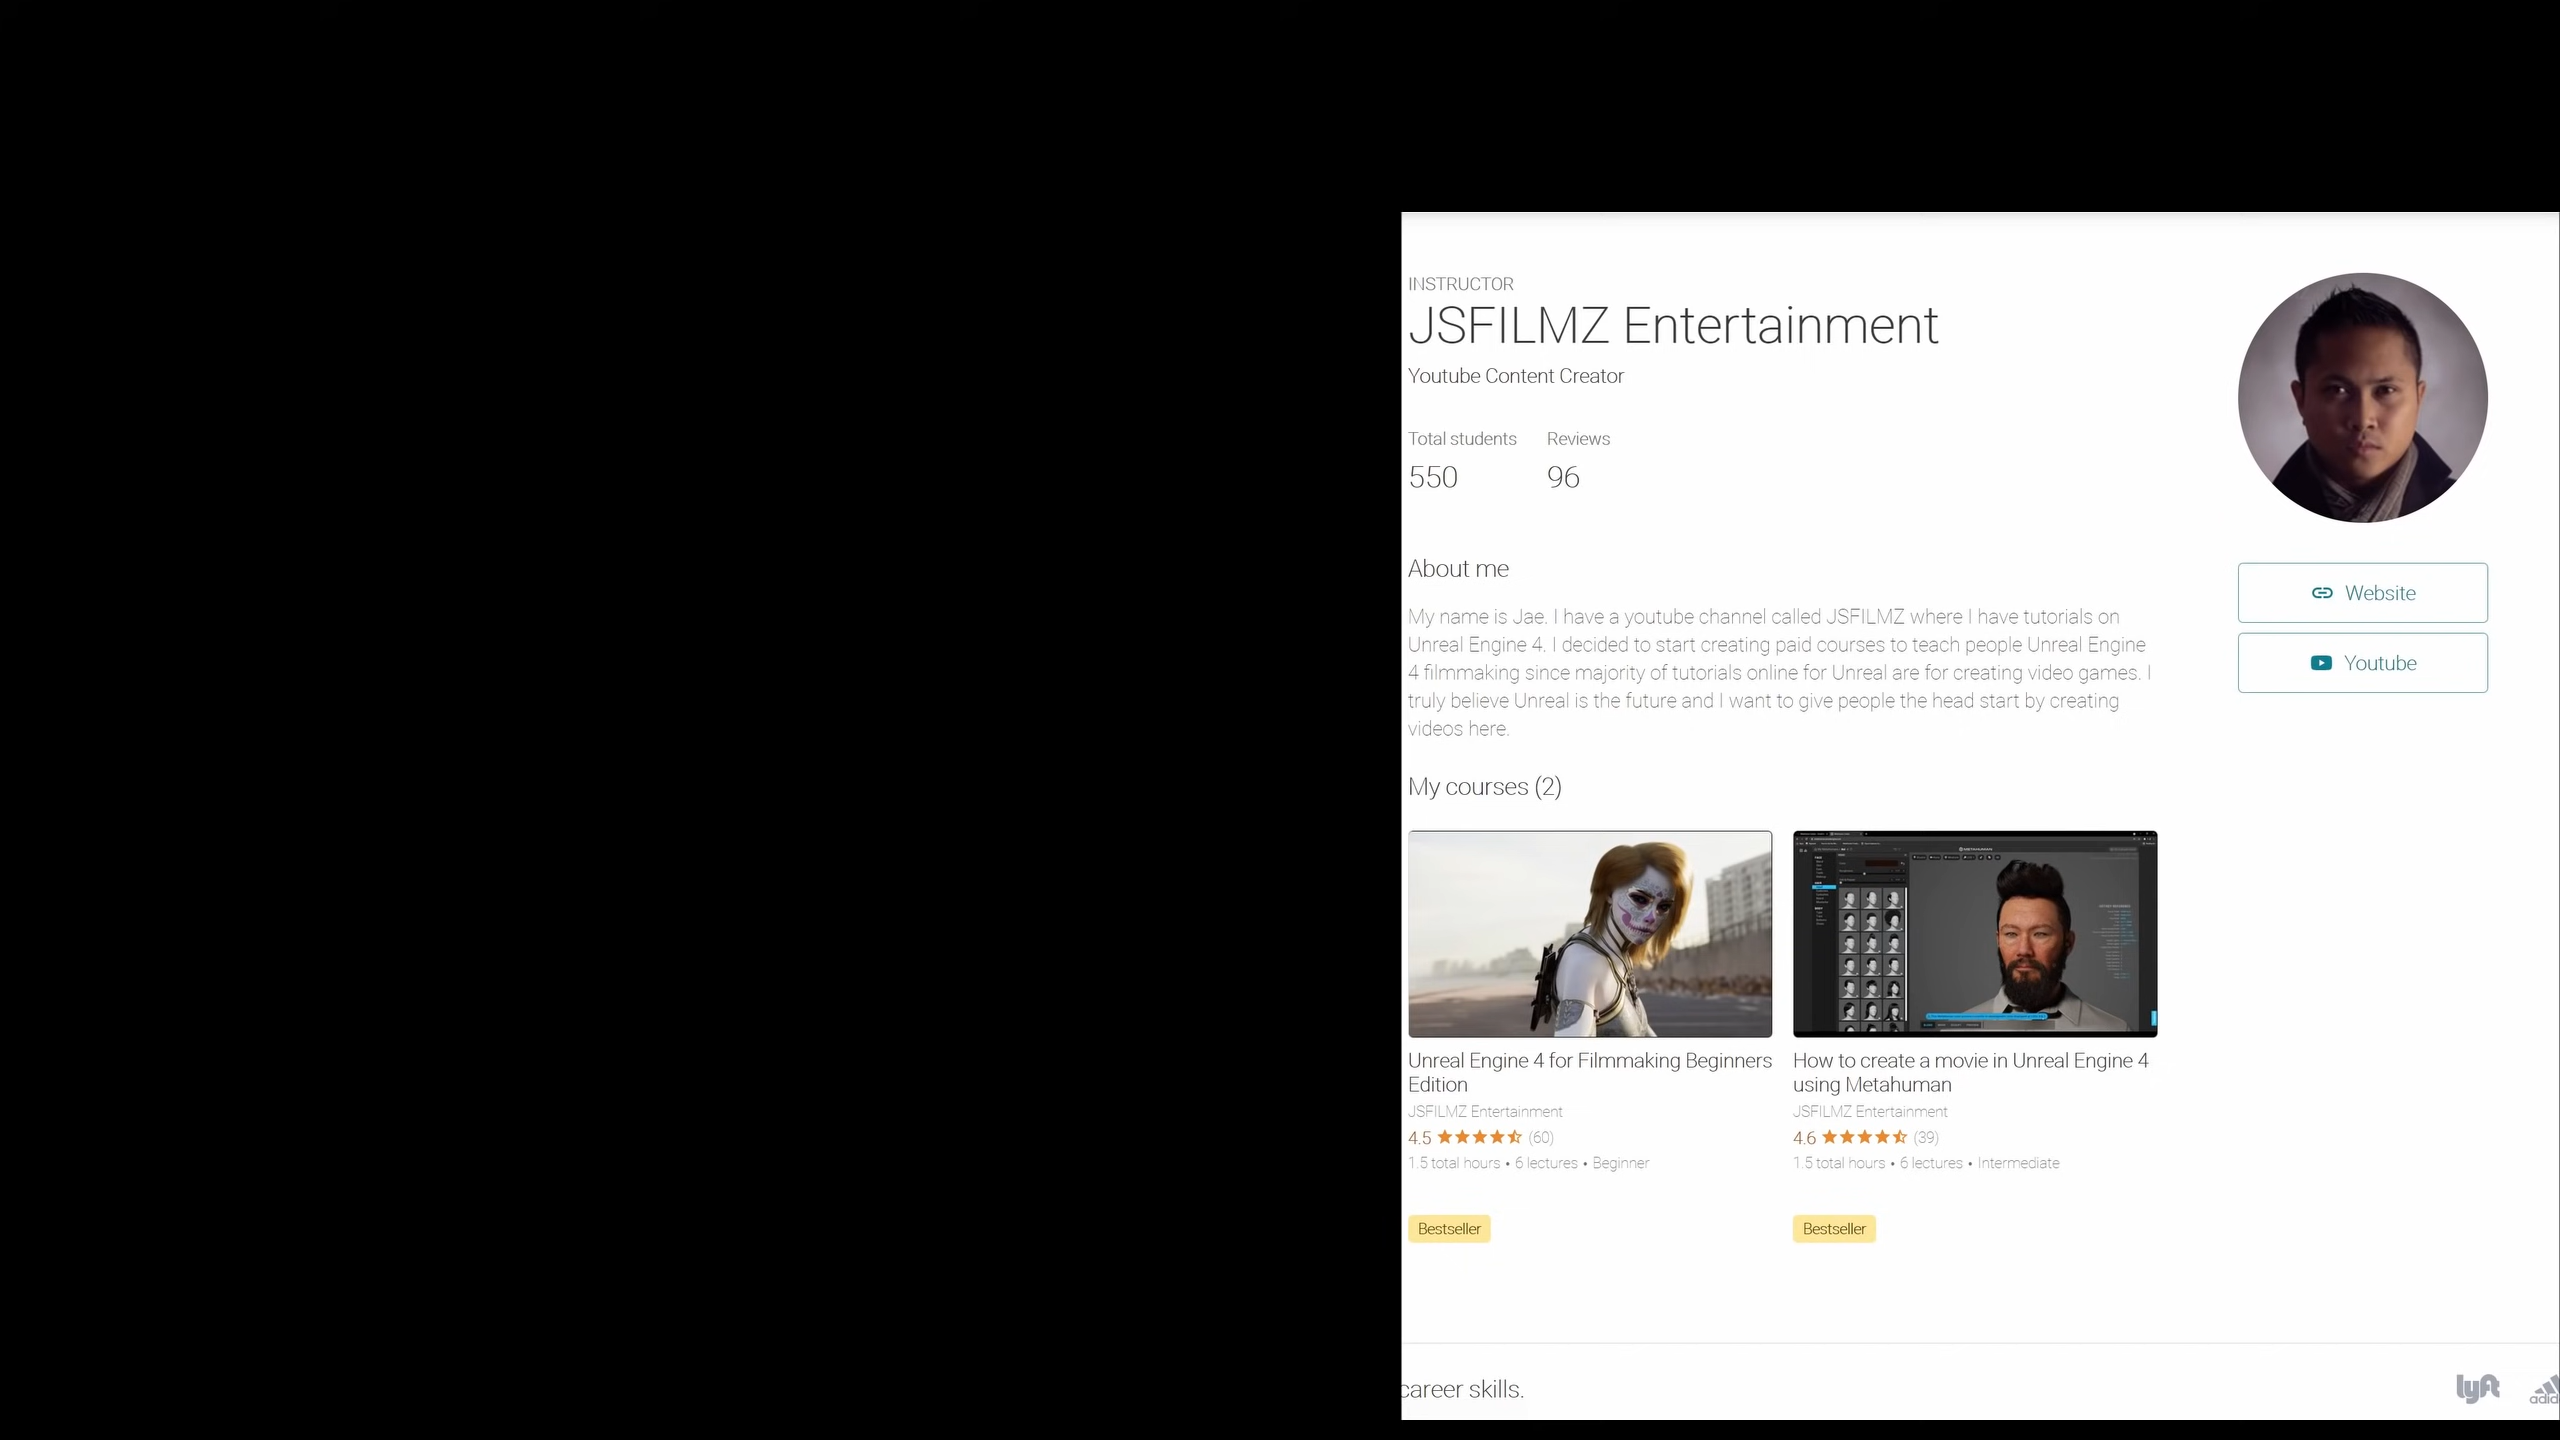 INSTRUCTOR
JSFILMZ Entertainment
Youtube Content Creator
Total students Reviews
550 96
About me
My name is Jae. I have a youtube channel called JSFILMZ where I have tutorials on
Unreal Engine 4. I decided to start creating paid courses to teach people Unreal Engine
4 filmmaking since majority of tutorials online for Unreal are for creating video games. I
truly believe Unreal is the future and I want to give people the head start by creating
videos here.
Website
Youtube
My courses (2)
METAHUMAN
Unreal Engine 4 for Filmmaking Beginners
Edition
JSFILMZ Entertainment
4.5 (60)
1.5 total hours • 6 lectures • Beginner
Bestseller
How to create a movie in Unreal Engine 4
using Metahuman
JSFILMZ Entertainment
4.6 (39)
1.5 total hours • 6 lectures • Intermediate
Bestseller
career skills.
lyft
adid